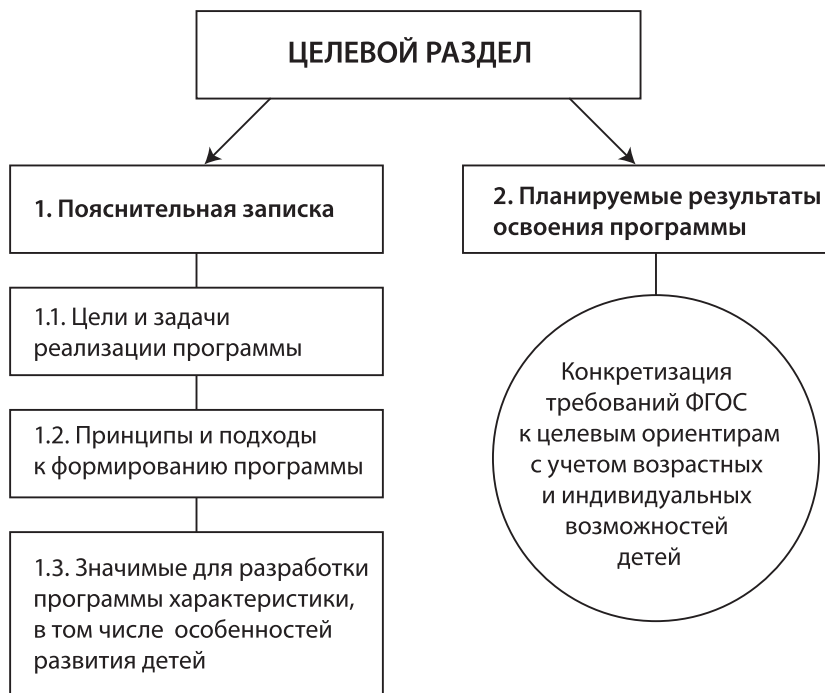 ЦЕЛЕВОЙ РАЗДЕЛ
1. Пояснительная записка
1.1. Цели и задачи
реализации программы
1.2. Принципы и подходы
к формированию программы
1.3. Значимые для разработки
программы характеристики,
в том числе особенностей
развития детей
2. Планируемые результаты
освоения программы
Конкретизация
требований ФГОС
к целевым ориентирам
с учетом возрастных
и индивидуальных
возможностей
детей